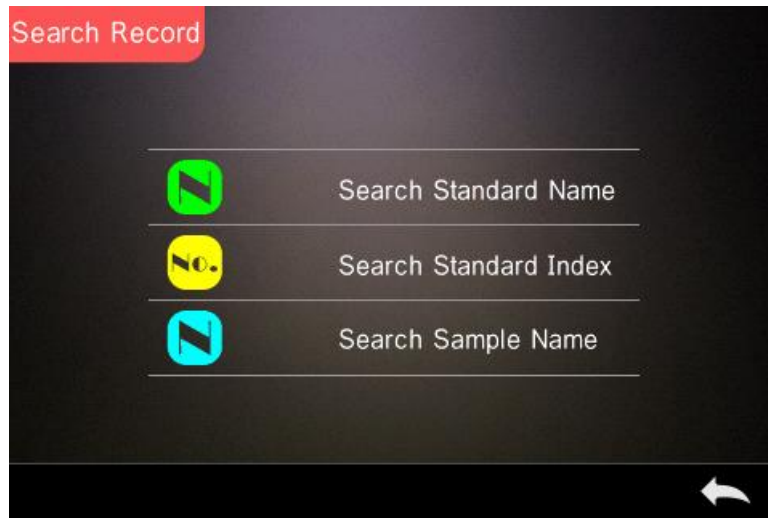 Search Record
N
Search Standard Name
No.
Search Standard Index
N
Search Sample Name